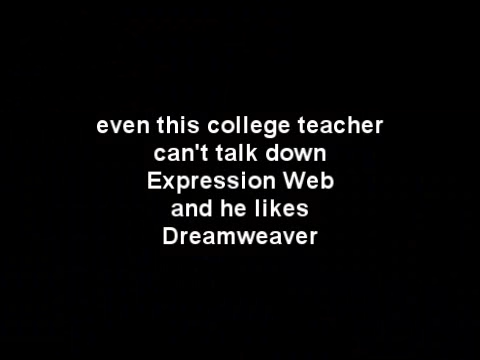 even this college teacher
can't talk down
Expression Web
and he likes
Dreamweaver